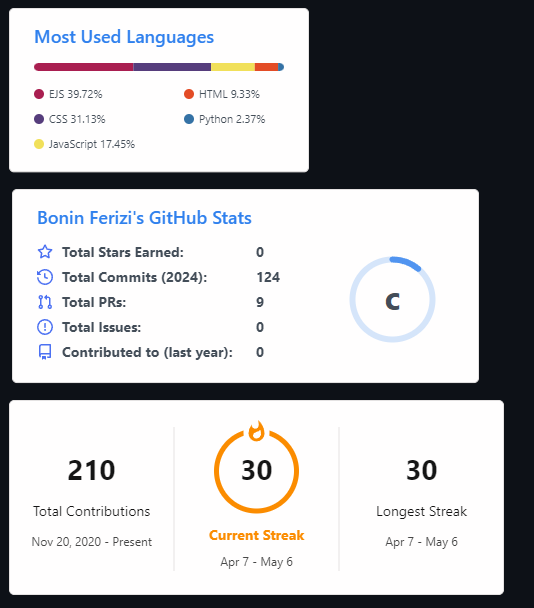 Most Used Languages
EJS 39.72%
HTML 9.33%
CSS 31.13%
Python 2.37%
JavaScript 17.45%
Bonin Ferizi's GitHub Stats
Total Stars Earned: 0
Total Commits (2024): 124
Total PRs: 9
Total Issues: 0
Contributed to (last year): 0
C
210
Total Contributions
Nov 20, 2020 - Present
30
Current Streak
Apr 7 - May 6
30
Longest Streak
Apr 7 - May 6